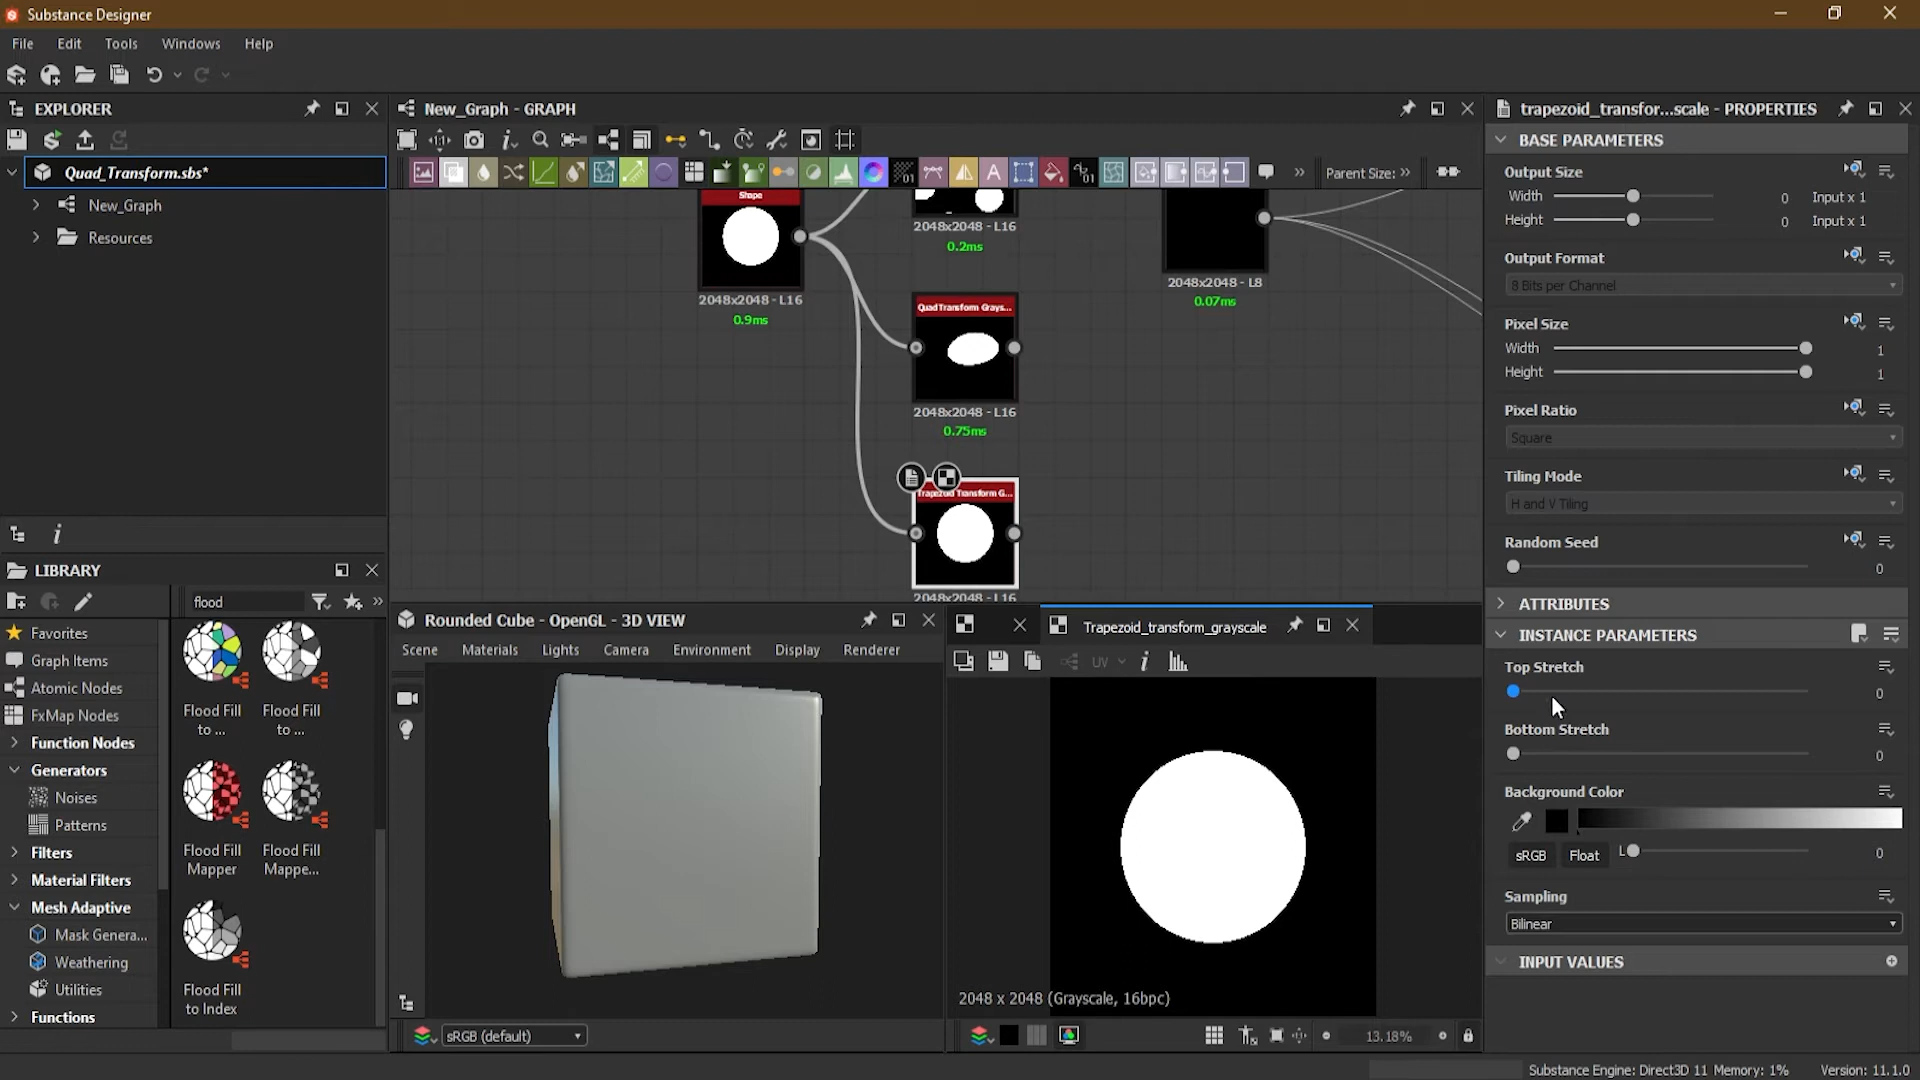 Substance Designer
File Edit Tools Windows Help
EXPLORER
Quad_Transform.sbs*
New_Graph
Resources
LIBRARY
flood
Favorites
Graph Items
Atomic Nodes
FxMap Nodes
Function Nodes
Generators
Noises
Patterns
Filters
Material Filters
Mesh Adaptive
Mask Genera...
Weathering
Utilities
Functions
Flood Fill to ...
Flood Fill to ...
Flood Fill Mapper
Flood Fill Mappe...
Flood Fill to Index
New_Graph - GRAPH
Parent Size:
Shape
2048x2048 - L16
0.9ms
2048x2048 - L16
0.2ms
QuadTransform Grays...
2048x2048 - L16
0.75ms
Trapezoid Transform G...
2048x2048 - L16
2048x2048 - L8
0.07ms
Rounded Cube - OpenGL - 3D VIEW
Scene Materials Lights Camera Environment Display Renderer
sRGB (default)
Trapezoid_transform_grayscale
UV
2048 x 2048 (Grayscale, 16bpc)
13.18%
trapezoid_transfor...scale - PROPERTIES
BASE PARAMETERS
Output Size
Width 0 Input x 1
Height 0 Input x 1
Output Format
8 Bits per Channel
Pixel Size
Width 1
Height 1
Pixel Ratio
Square
Tiling Mode
H and V Tiling
Random Seed
0
ATTRIBUTES
INSTANCE PARAMETERS
Top Stretch
0
Bottom Stretch
0
Background Color
sRGB Float L 0
Sampling
Bilinear
INPUT VALUES
Substance Engine: Direct3D 11 Memory: 1% Version: 11.1.0